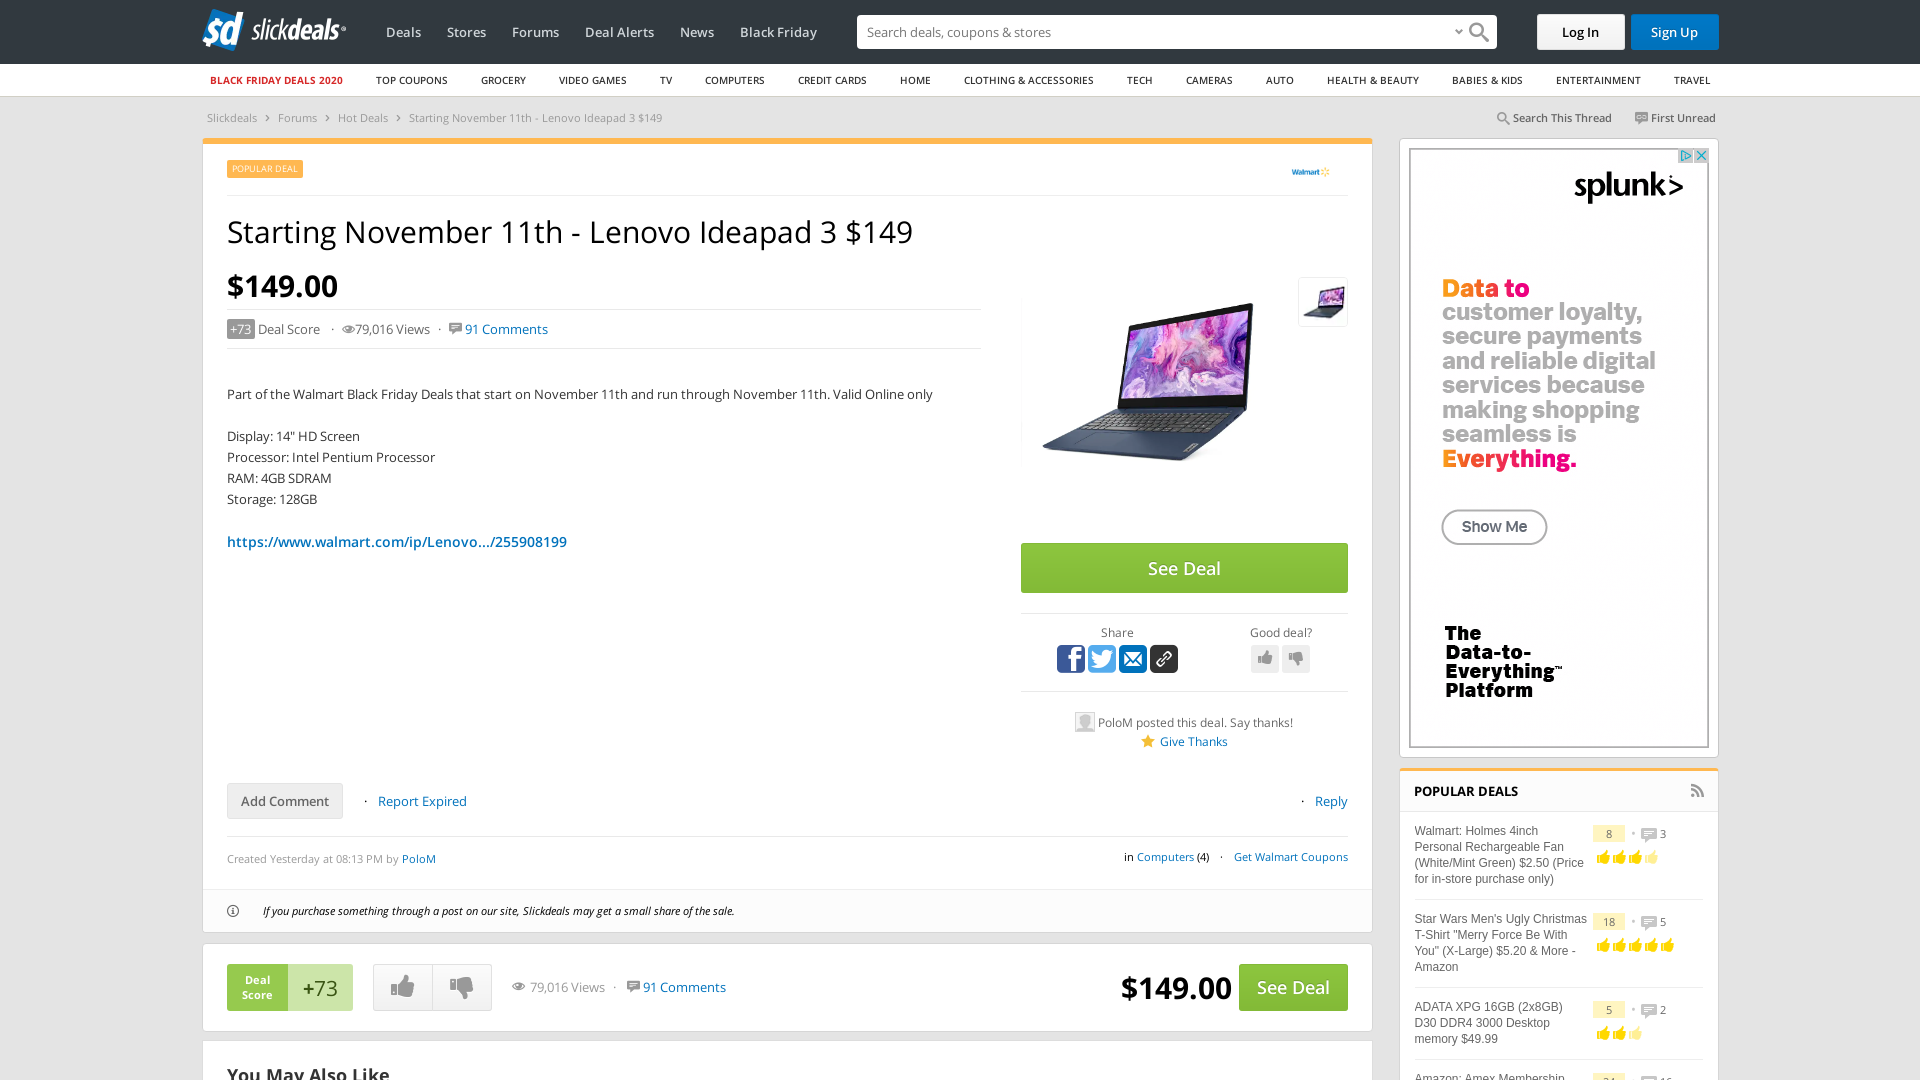 sd slickdeals
Deals Stores Forums Deal Alerts News Black Friday
Search deals, coupons & search
Log In
Sign Up
BLACK FRIDAY DEALS 2020 TOP COUPONS GROCERY VIDEO GAMES TV COMPUTERS CREDIT CARDS HOME CLOTHING & ACCESSORIES TECH CAMERAS AUTO HEALTH & BEAUTY BABIES & KIDS ENTERTAINMENT TRAVEL
Slickdeals > Forums > Hot Deals > Starting November 11th - Lenovo Ideapad 3 $149
Search This Thread First Unread
POPULAR DEAL
Walmart
Starting November 11th - Lenovo Ideapad 3 $149
$149.00
+73 Deal Score · 79,016 Views · 91 Comments
Part of the Walmart Black Friday Deals that start on November 11th and run through November 11th. Valid Online only
Display: 14" HD Screen
Processor: Intel Pentium Processor
RAM: 4GB SDRAM
Storage: 128GB
https://www.walmart.com/ip/Lenovo.../255908199
See Deal
Share
Good deal?
PoloM posted this deal. Say thanks!
Give Thanks
Add Comment · Report Expired
· Reply
Created Yesterday at 08:13 PM by PoloM
in Computers (4) · Get Walmart Coupons
If you purchase something through a post on our site, Slickdeals may get a small share of the sale.
Deal
Score
+73
79,016 Views · 91 Comments
$149.00
See Deal
You May Also Like
splunk>
Data to
customer loyalty,
secure payments
and reliable digital
services because
making shopping
seamless is
Everything.
Show Me
The
Data-to-
Everything™
Platform
POPULAR DEALS
Walmart: Holmes 4inch
Personal Rechargeable Fan
(White/Mint Green) $2.50 (Price
for in-store purchase only)
8 · 3
Star Wars Men's Ugly Christmas
T-Shirt "Merry Force Be With
You" (X-Large) $5.20 & More -
Amazon
18 · 5
ADATA XPG 16GB (2x8GB)
D30 DDR4 3000 Desktop
memory $49.99
5 · 2
Amazon: Amex Membership